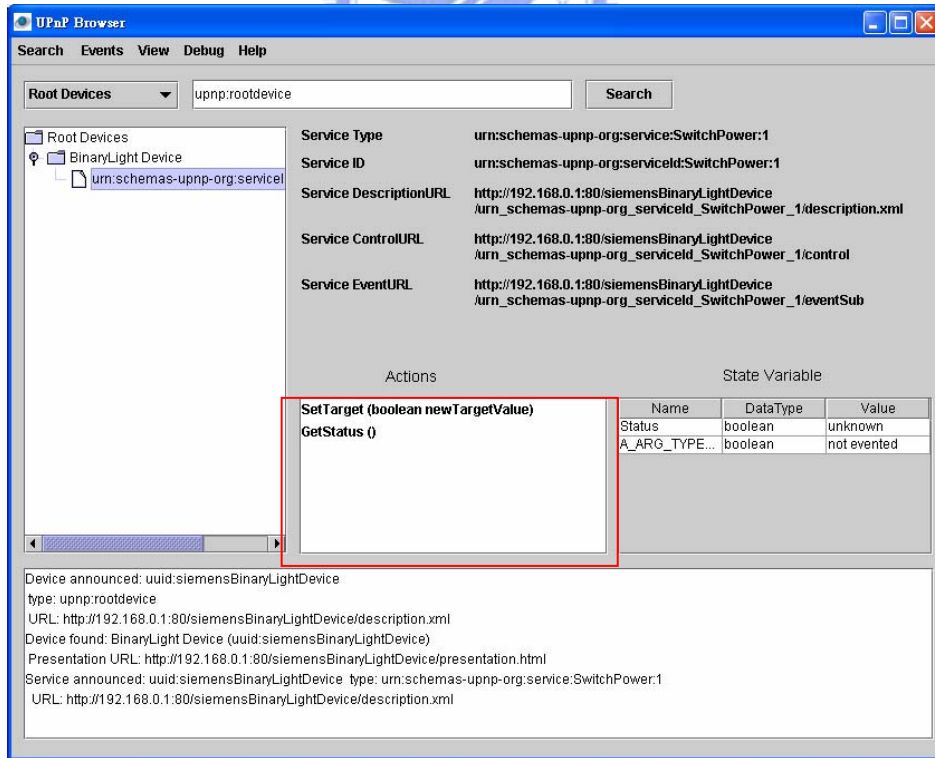 UPnP Browser
Search Events View Debug Help
Root Devices upnp:rootdevice Search
Root Devices
BinaryLight Device
urn:schemas-upnp-org:serviceI
Service Type urn:schemas-upnp-org:service:SwitchPower:1
Service ID urn:schemas-upnp-org:serviceId:SwitchPower:1
Service DescriptionURL http://192.168.0.1:80/siemensBinaryLightDevice
/urn_schemas-upnp-org_serviceId_SwitchPower_1/description.xml
Service ControlURL http://192.168.0.1:80/siemensBinaryLightDevice
/urn_schemas-upnp-org_serviceId_SwitchPower_1/control
Service EventURL http://192.168.0.1:80/siemensBinaryLightDevice
/urn_schemas-upnp-org_serviceId_SwitchPower_1/eventSub
Actions
SetTarget (boolean newTargetValue)
GetStatus ()
State Variable
Name DataType Value
Status boolean unknown
A_ARG_TYPE... boolean not evented
Device announced: uuid:siemensBinaryLightDevice
type: upnp:rootdevice
URL: http://192.168.0.1:80/siemensBinaryLightDevice/description.xml
Device found: BinaryLight Device (uuid:siemensBinaryLightDevice)
Presentation URL: http://192.168.0.1:80/siemensBinaryLightDevice/presentation.html
Service announced: uuid:siemensBinaryLightDevice type: urn:schemas-upnp-org:service:SwitchPower:1
URL: http://192.168.0.1:80/siemensBinaryLightDevice/description.xml